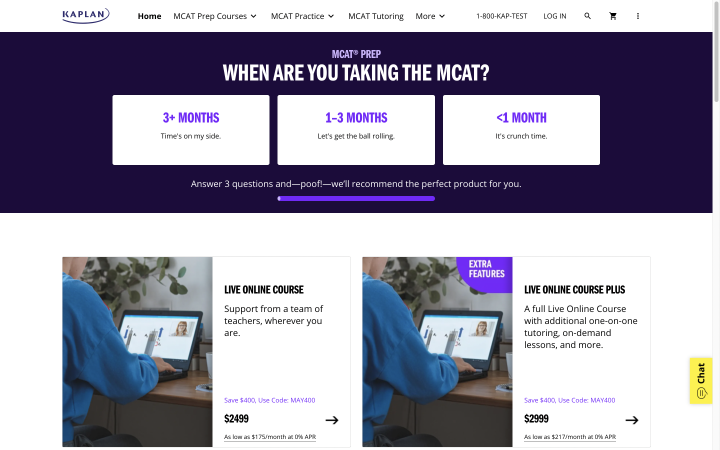 KAPLAN
Home
MCAT Prep Courses
MCAT Practice
MCAT Tutoring
More
1-800-KAP-TEST
LOG IN
MCAT® PREP
WHEN ARE YOU TAKING THE MCAT?
3+ MONTHS
Time's on my side.
1–3 MONTHS
Let's get the ball rolling.
<1 MONTH
It's crunch time.
Answer 3 questions and—poof!—we'll recommend the perfect product for you.
LIVE ONLINE COURSE
Support from a team of
teachers, wherever you
are.
Save $400, Use Code: MAY400
$2499
As low as $175/month at 0% APR
EXTRA
FEATURES
LIVE ONLINE COURSE PLUS
A full Live Online Course
with additional one-on-one
tutoring, on-demand
lessons, and more.
Save $400, Use Code: MAY400
$2999
As low as $217/month at 0% APR
Chat